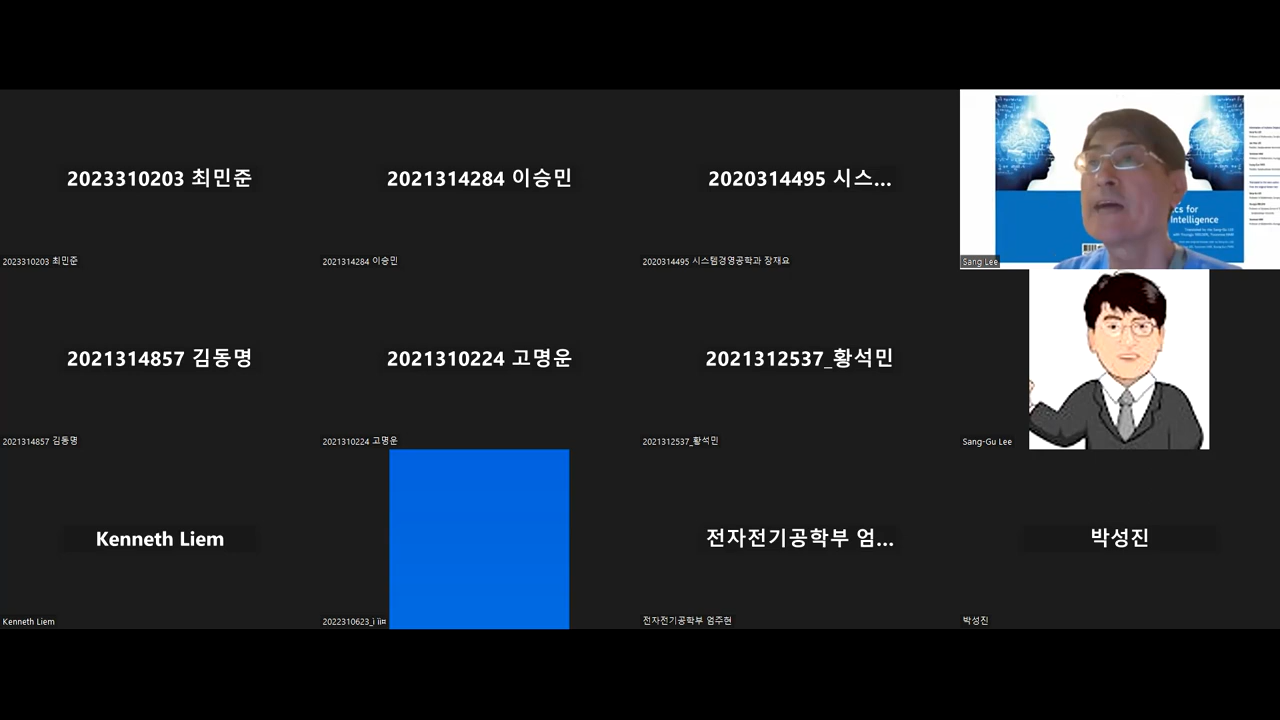 2023310203 최민준
2021314284 이승민
2020314495 시스...
cs for
Intelligence
2023310203 최민준
2021314284 이승민
2020314495 시스템경영공학과 장재요
Sang Lee
2021314857 김동명
2021310224 고명운
2021312537_황석민
2021314857 김동명
2021310224 고명운
2021312537_황석민
Sang-Gu Lee
Kenneth Liem
전자전기공학부 엄...
박성진
Kenneth Liem
전자전기공학부 엄주현
박성진